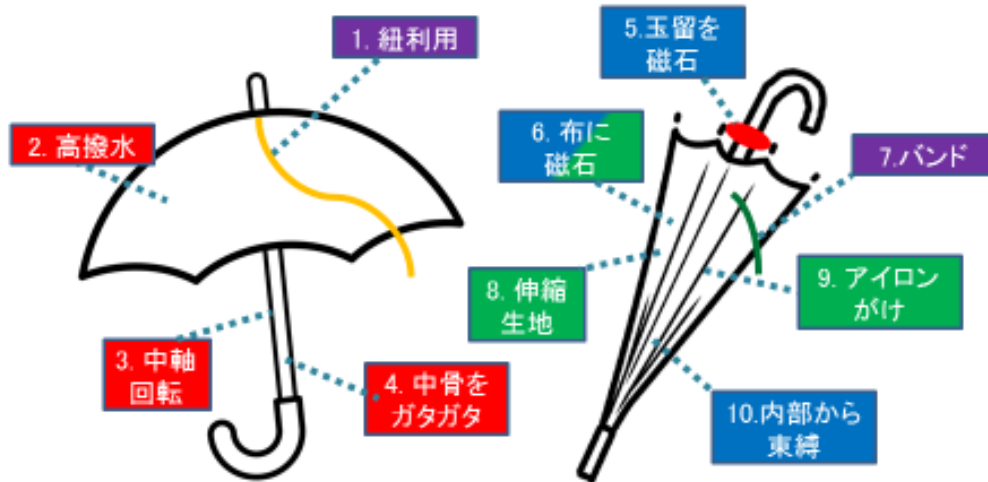 1. 紐利用
2. 高撥水
3. 中軸
回転
4. 中骨を
ガタガタ
5.玉留を
磁石
6. 布に
磁石
7.バンド
8. 伸縮
生地
9. アイロン
がけ
10.内部から
束縛